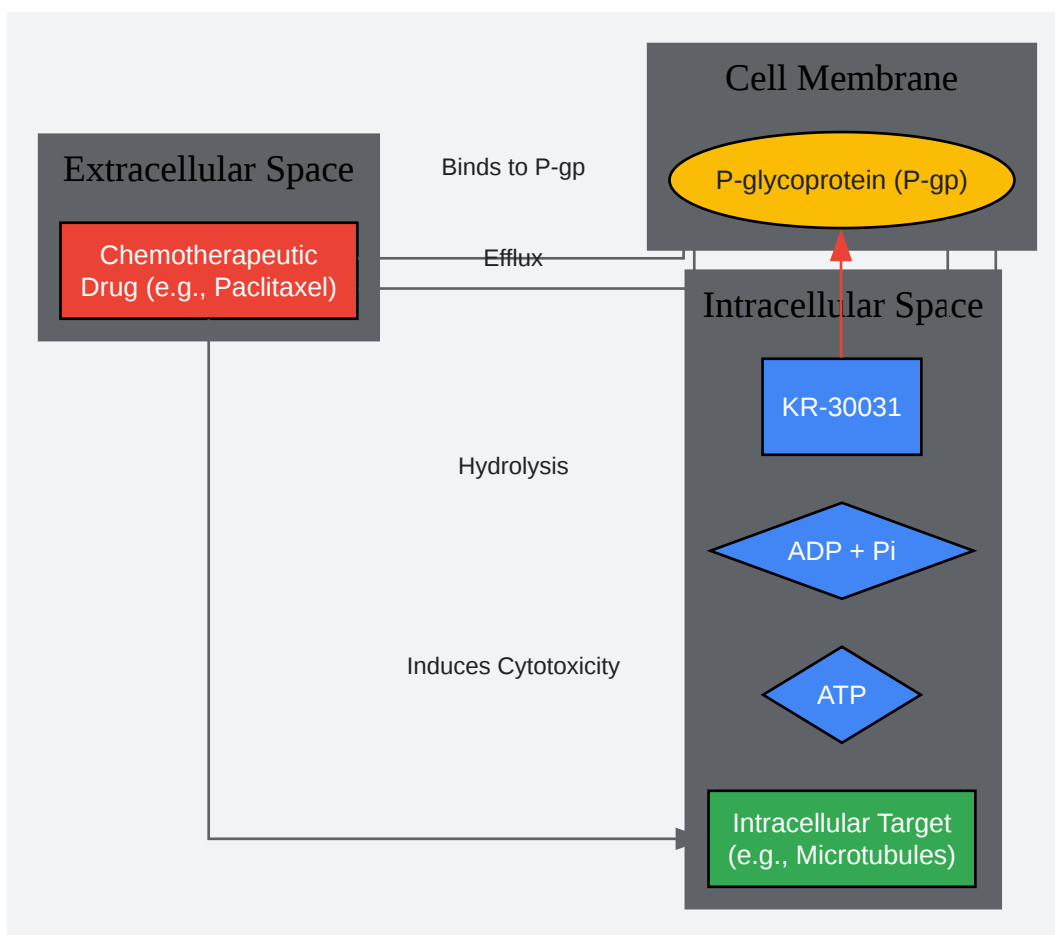 Cell Membrane
P-glycoprotein (P-gp)
Extracellular Space
Chemotherapeutic
Drug (e.g., Paclitaxel)
Binds to P-gp
Efflux
Intracellular Space
KR-30031
Hydrolysis
ADP + Pi
Induces Cytotoxicity
ATP
Intracellular Target
(e.g., Microtubules)